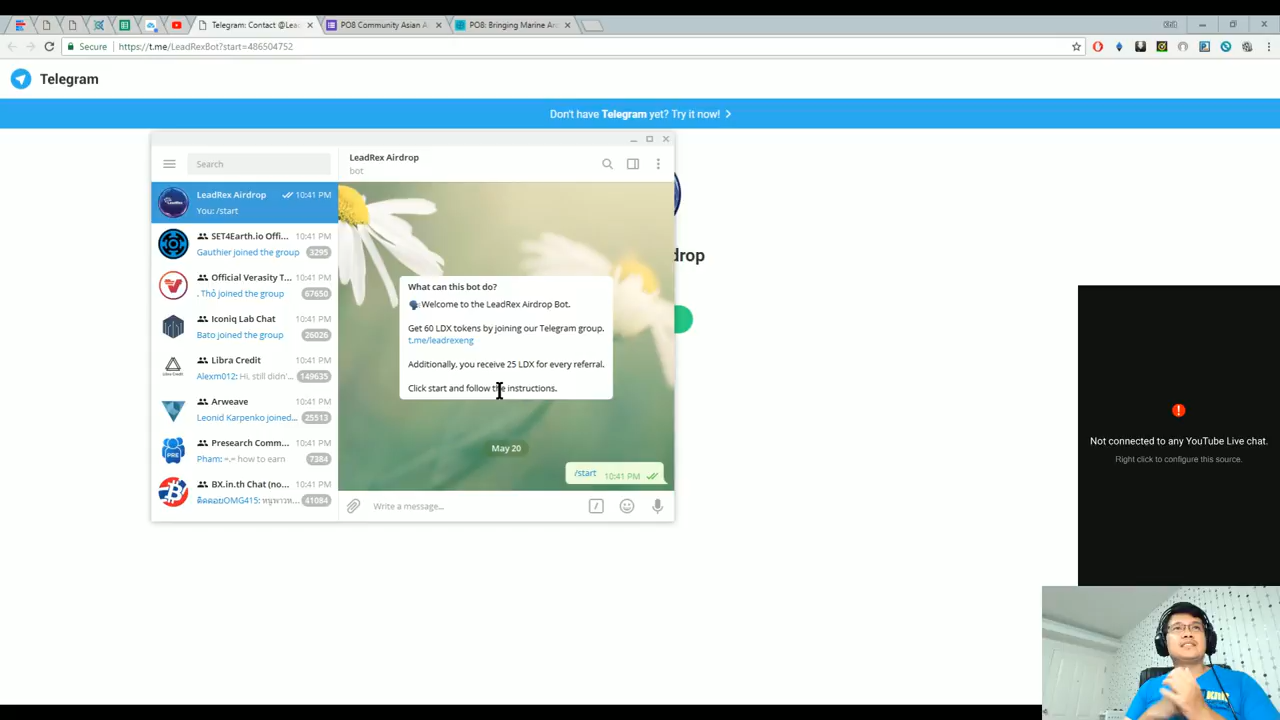 Telegram: Contact @Lea
PO8 Community Asian A
PO8: Bringing Marine Ar
Secure
https://t.me/LeadRexBot?start=486504752
Telegram
Don't have Telegram yet? Try it now!
Search
LeadRex Airdrop
bot
LeadRex Airdrop 10:41 PM
You: /start
SET4Earth.io Offi... 10:41 PM
Gauthier joined the group 3295
Official Verasity T... 10:41 PM
. Thỏ joined the group 67650
Iconiq Lab Chat 10:41 PM
Bato joined the group 26026
Libra Credit 10:41 PM
Alexm012: Hi, still didn'... 149635
Arweave 10:41 PM
Leonid Karpenko joined... 25513
Presearch Comm... 10:41 PM
Pham: =.= how to earn 7384
BX.in.th Chat (no... 10:41 PM
41084
What can this bot do?
Welcome to the LeadRex Airdrop Bot.
Get 60 LDX tokens by joining our Telegram group.
t.me/leadrexeng
Additionally, you receive 25 LDX for every referral.
Click start and follow the instructions.
May 20
/start 10:41 PM
Write a message...
drop
Not connected to any YouTube Live chat.
Right click to configure this source.